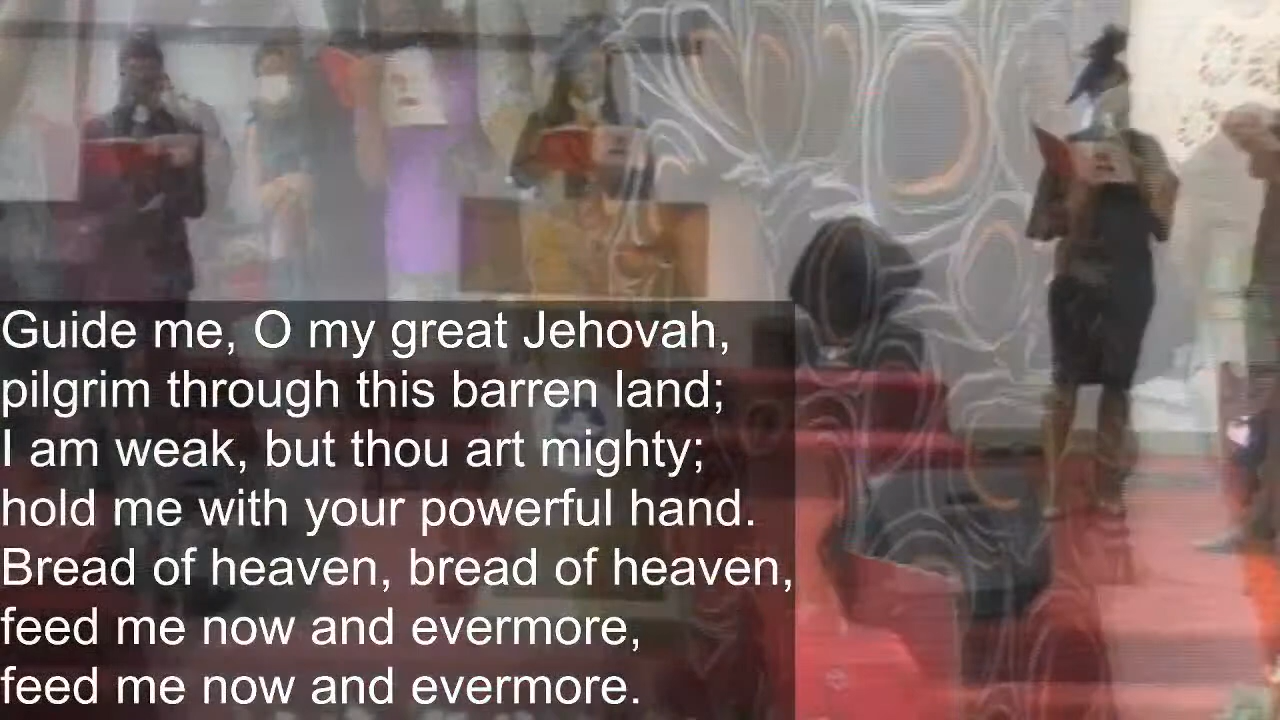 Guide me, O my great Jehovah,
pilgrim through this barren land;
I am weak, but thou art mighty;
hold me with your powerful hand.
Bread of heaven, bread of heaven,
feed me now and evermore,
feed me now and evermore.